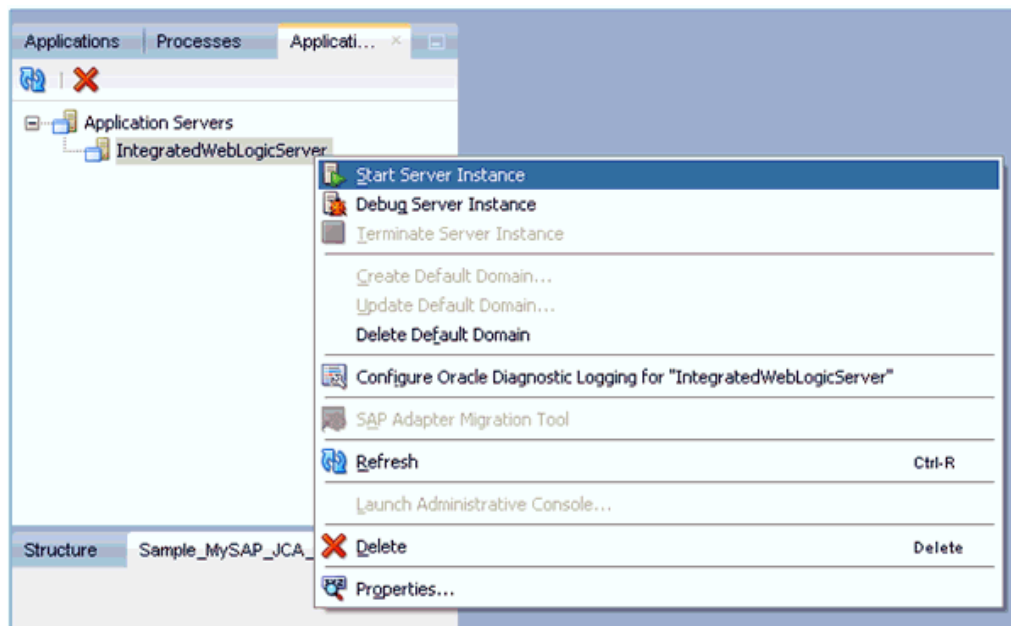 Applications Processes Applicati...
Application Servers
IntegratedWebLogicServer
Start Server Instance
Debug Server Instance
Terminate Server Instance
Create Default Domain...
Update Default Domain...
Delete Default Domain
Configure Oracle Diagnostic Logging for "IntegratedWebLogicServer"
SAP Adapter Migration Tool
Refresh Ctrl-R
Launch Administrative Console...
Structure Sample_MySAP_JCA_ Delete Delete
Properties...